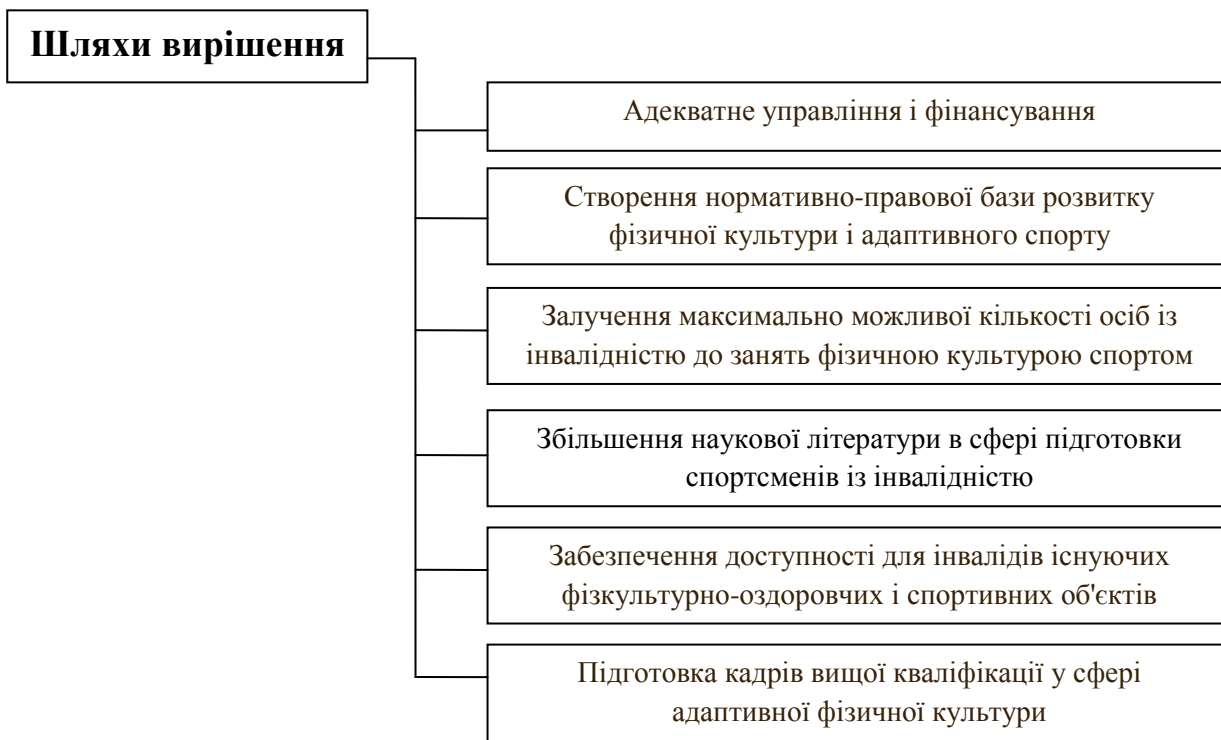 Шляхи вирішення
Адекватне управління і фінансування
Створення нормативно-правової бази розвитку
фізичної культури і адаптивного спорту
Залучення максимально можливої кількості осіб із
інвалідністю до занять фізичною культурою спортом
Збільшення наукової літератури в сфері підготовки
спортсменів із інвалідністю
Забезпечення доступності для інвалідів існуючих
фізкультурно-оздоровчих і спортивних об'єктів
Підготовка кадрів вищої кваліфікації у сфері
адаптивної фізичної культури